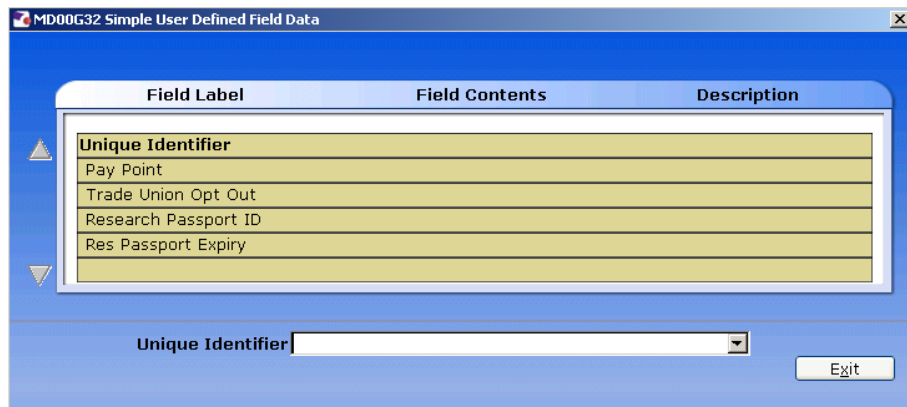 MD00G32 Simple User Defined Field Data
Field Label Field Contents Description
Unique Identifier
Pay Point
Trade Union Opt Out
Research Passport ID
Res Passport Expiry
Unique Identifier
Exit